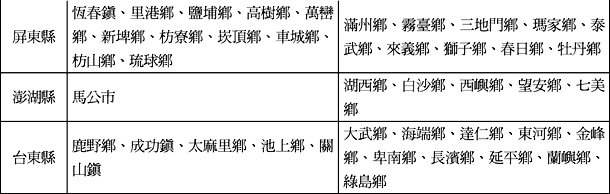 屏東縣
恆春鎮、里港鄉、鹽埔鄉、高樹鄉、萬巒
鄉、新埤鄉、枋寮鄉、崁頂鄉、車城鄉、
枋山鄉、琉球鄉
滿州鄉、霧臺鄉、三地門鄉、瑪家鄉、泰
武鄉、來義鄉、獅子鄉、春日鄉、牡丹鄉
澎湖縣
馬公市
湖西鄉、白沙鄉、西嶼鄉、望安鄉、七美
鄉
台東縣
鹿野鄉、成功鎮、太麻里鄉、池上鄉、關
山鎮
大武鄉、海端鄉、達仁鄉、東河鄉、金峰
鄉、卑南鄉、長濱鄉、延平鄉、蘭嶼鄉、
綠島鄉